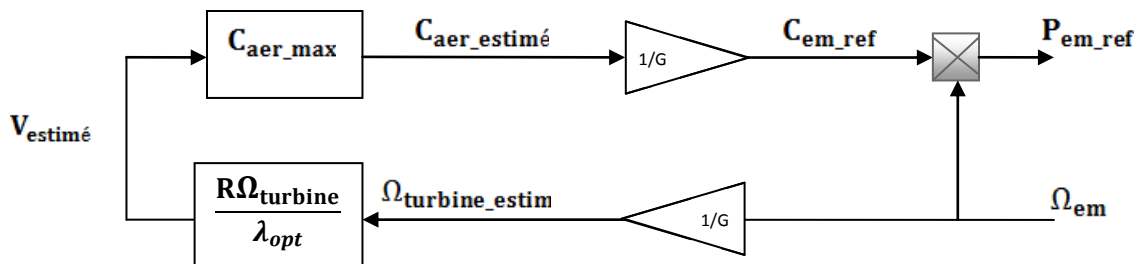 C_aer_max
C_aer_estimé
1/G
C_em_ref
P_em_ref
V_estimé
RΩ_turbine
λ_opt
Ω_turbine_estim
1/G
Ω_em